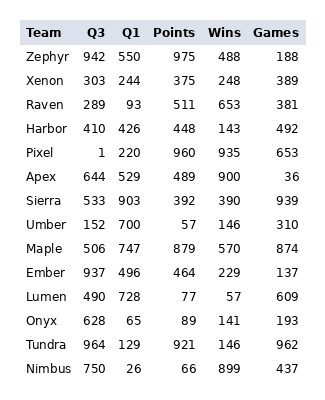 Team Q3 Q1 Points Wins Games
Zephyr 942 550 975 488 188
Xenon 303 244 375 248 389
Raven 289 93 511 653 381
Harbor 410 426 448 143 492
Pixel 1 220 960 935 653
Apex 644 529 489 900 36
Sierra 533 903 392 390 939
Umber 152 700 57 146 310
Maple 506 747 879 570 874
Ember 937 496 464 229 137
Lumen 490 728 77 57 609
Onyx 628 65 89 141 193
Tundra 964 129 921 146 962
Nimbus 750 26 66 899 437